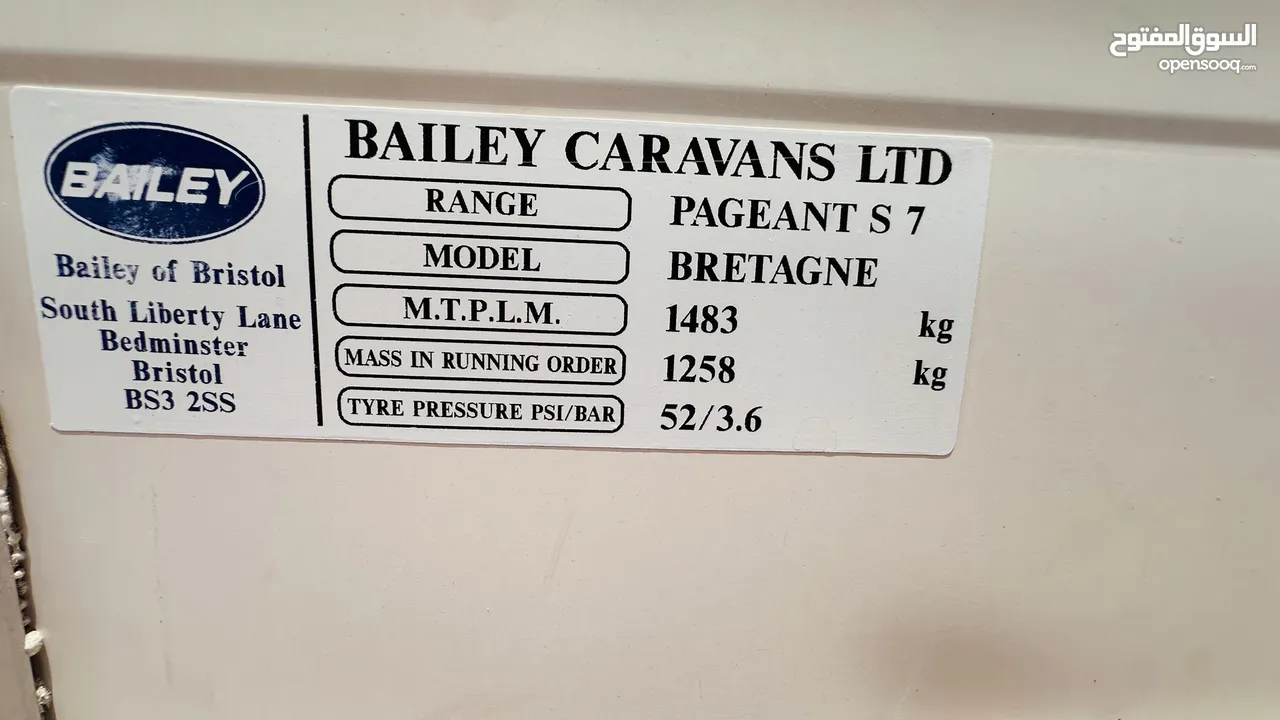 السوق المفتوح
opensooq.com
BAILEY
Bailey of Bristol
South Liberty Lane
Bedminster
Bristol
BS3 2SS
BAILEY CARAVANS LTD
RANGE PAGEANT S 7
MODEL BRETAGNE
M.T.P.L.M. 1483 kg
MASS IN RUNNING ORDER 1258 kg
TYRE PRESSURE PSI/BAR 52/3.6